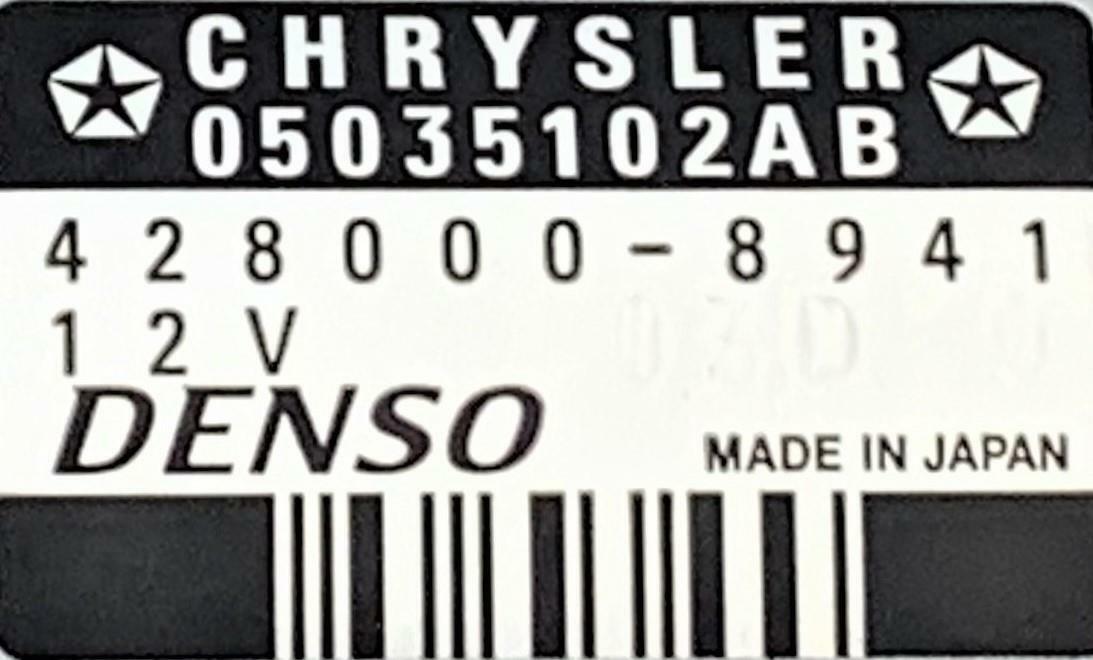 CHRYSLER
05035102AB
428000-8941
12V
DENSO
MADE IN JAPAN